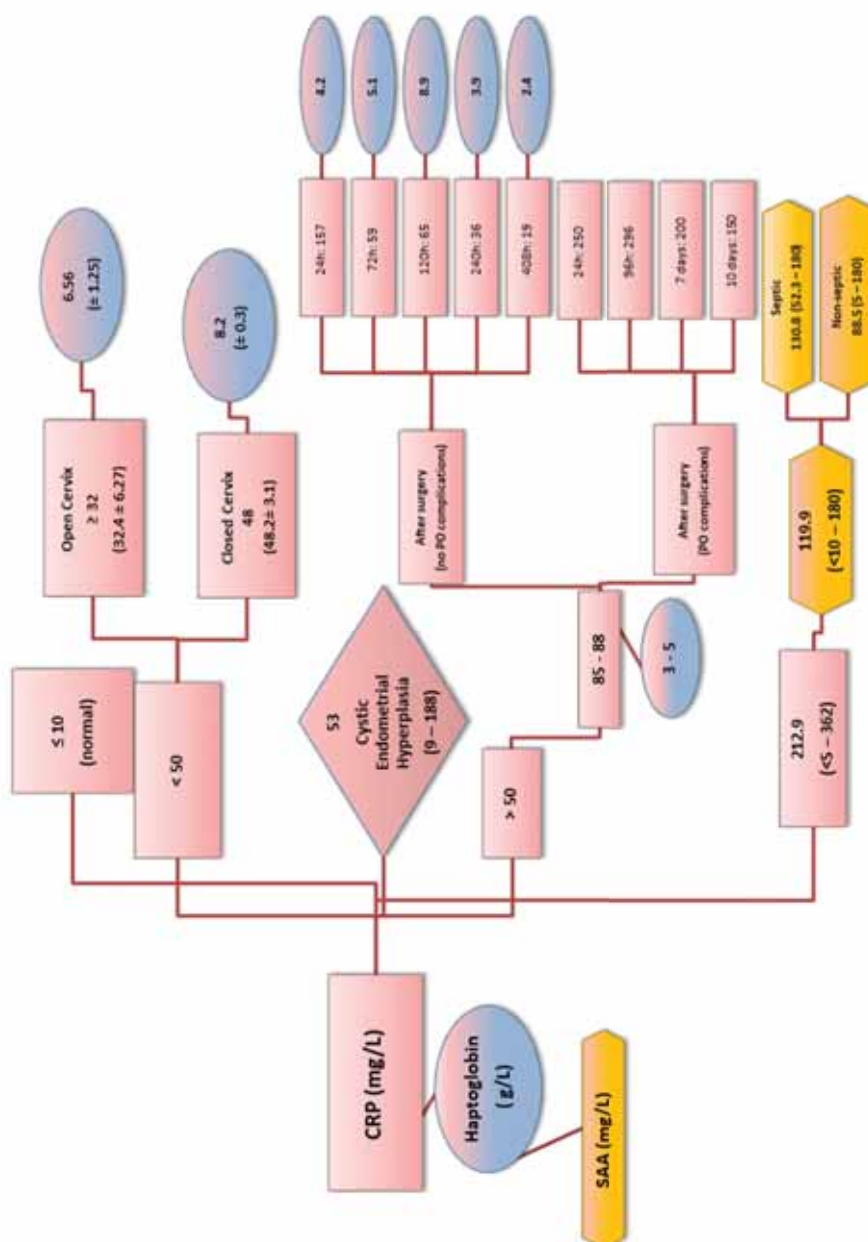 CRP (mg/L)
Haptoglobin
(g/L)
SAA (mg/L)
≤ 10
(normal)
< 50
Open Cervix
≥ 32
(32.4 ± 6.27)
6.56
(± 1.25)
Closed Cervix
48
(48.2± 3.1)
8.2
(± 0.3)
53
Cystic
Endometrial
Hyperplasia
(9 – 188)
> 50
85 - 88
3 - 5
After surgery
(no PO complications)
24h: 157
4.2
72h: 59
5.1
120h: 65
8.9
240h: 36
3.9
408h: 19
2.4
After surgery
(PO complications)
24h: 250
96h: 296
7 days: 200
10 days: 150
212.9
(<5 – 362)
119.9
(<10 – 180)
Septic
130.8 (52.3 – 180)
Non-septic
88.5 (5 – 180)